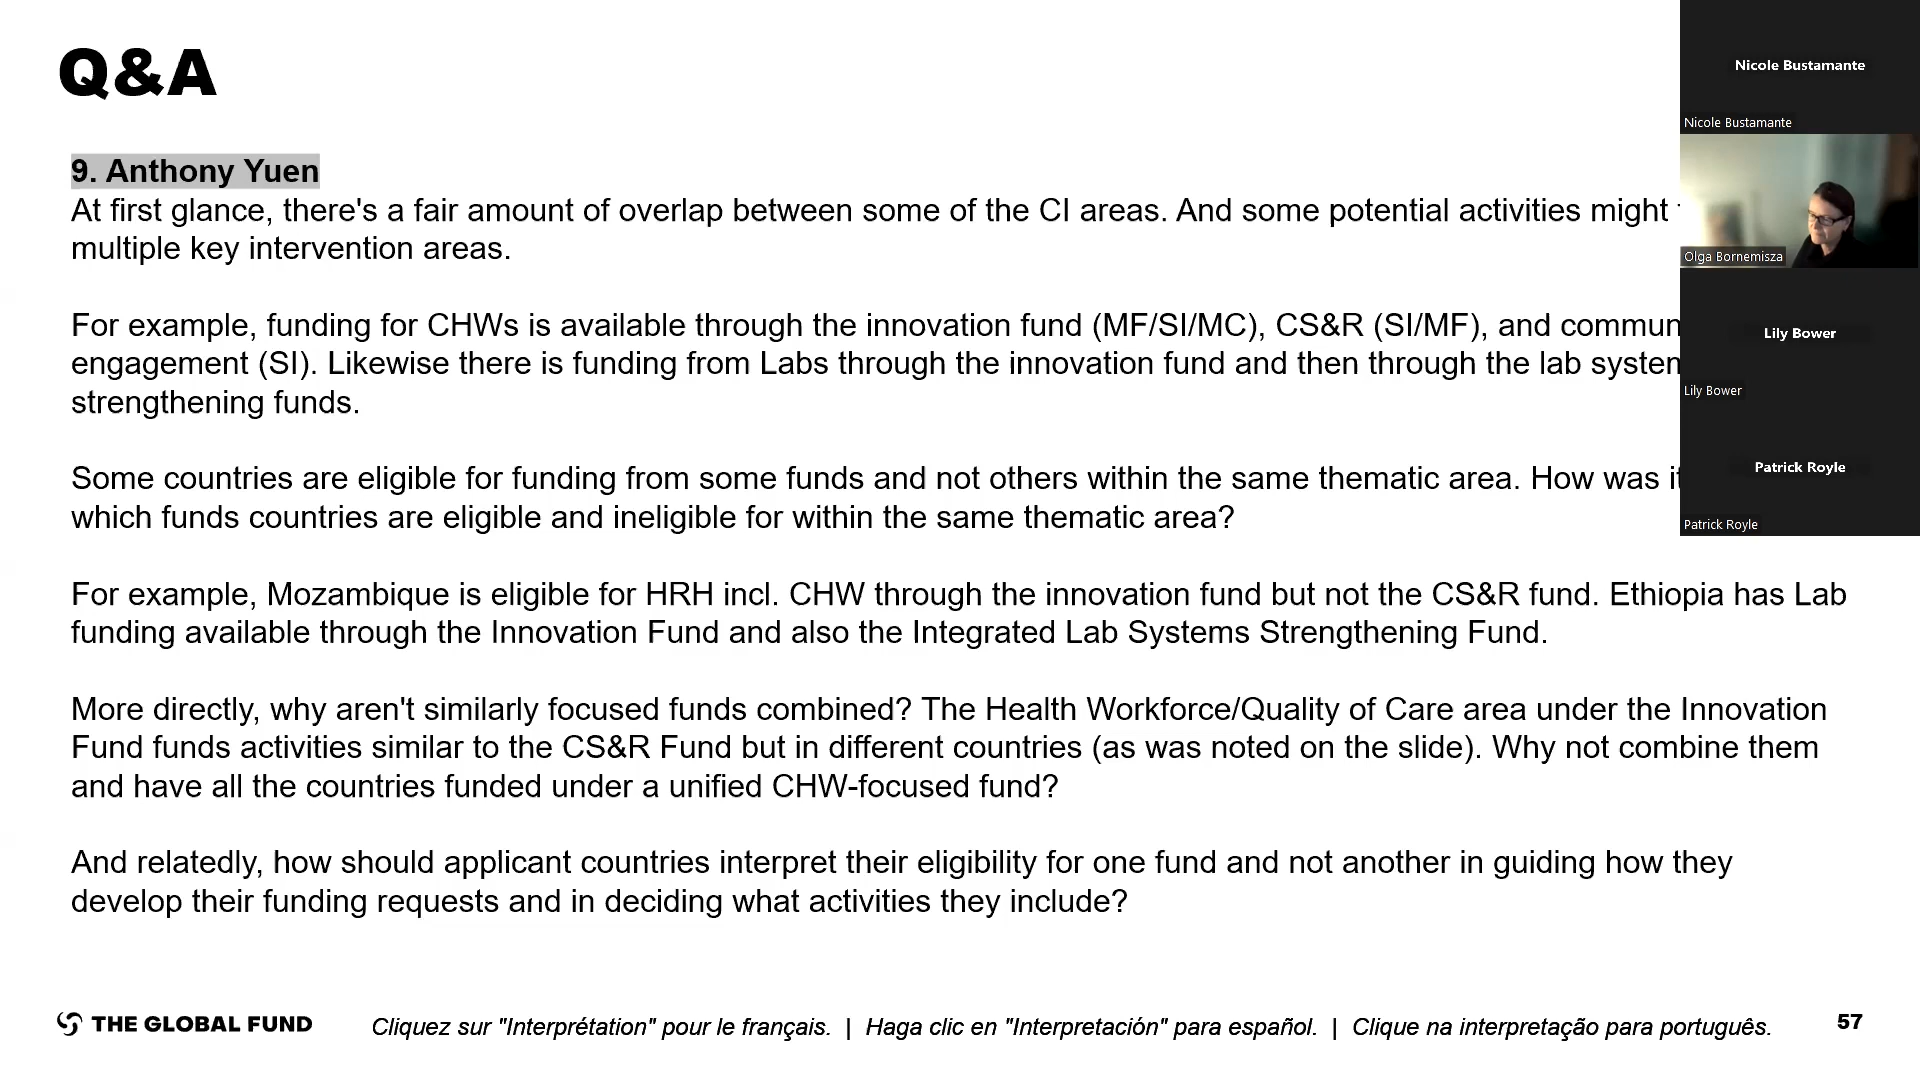 Q&A
9. Anthony Yuen
At first glance, there's a fair amount of overlap between some of the CI areas. And some potential activities might
multiple key intervention areas.
For example, funding for CHWs is available through the innovation fund (MF/SI/MC), CS&R (SI/MF), and commun
engagement (SI). Likewise there is funding from Labs through the innovation fund and then through the lab system
strengthening funds.
Some countries are eligible for funding from some funds and not others within the same thematic area. How was it
which funds countries are eligible and ineligible for within the same thematic area?
For example, Mozambique is eligible for HRH incl. CHW through the innovation fund but not the CS&R fund. Ethiopia has Lab
funding available through the Innovation Fund and also the Integrated Lab Systems Strengthening Fund.
More directly, why aren't similarly focused funds combined? The Health Workforce/Quality of Care area under the Innovation
Fund funds activities similar to the CS&R Fund but in different countries (as was noted on the slide). Why not combine them
and have all the countries funded under a unified CHW-focused fund?
And relatedly, how should applicant countries interpret their eligibility for one fund and not another in guiding how they
develop their funding requests and in deciding what activities they include?
THE GLOBAL FUND
Cliquez sur "Interprétation" pour le français. | Haga clic en "Interpretación" para español. | Clique na interpretação para português.
57
Nicole Bustamante
Nicole Bustamante
Olga Bornemisza
Lily Bower
Lily Bower
Patrick Royle
Patrick Royle